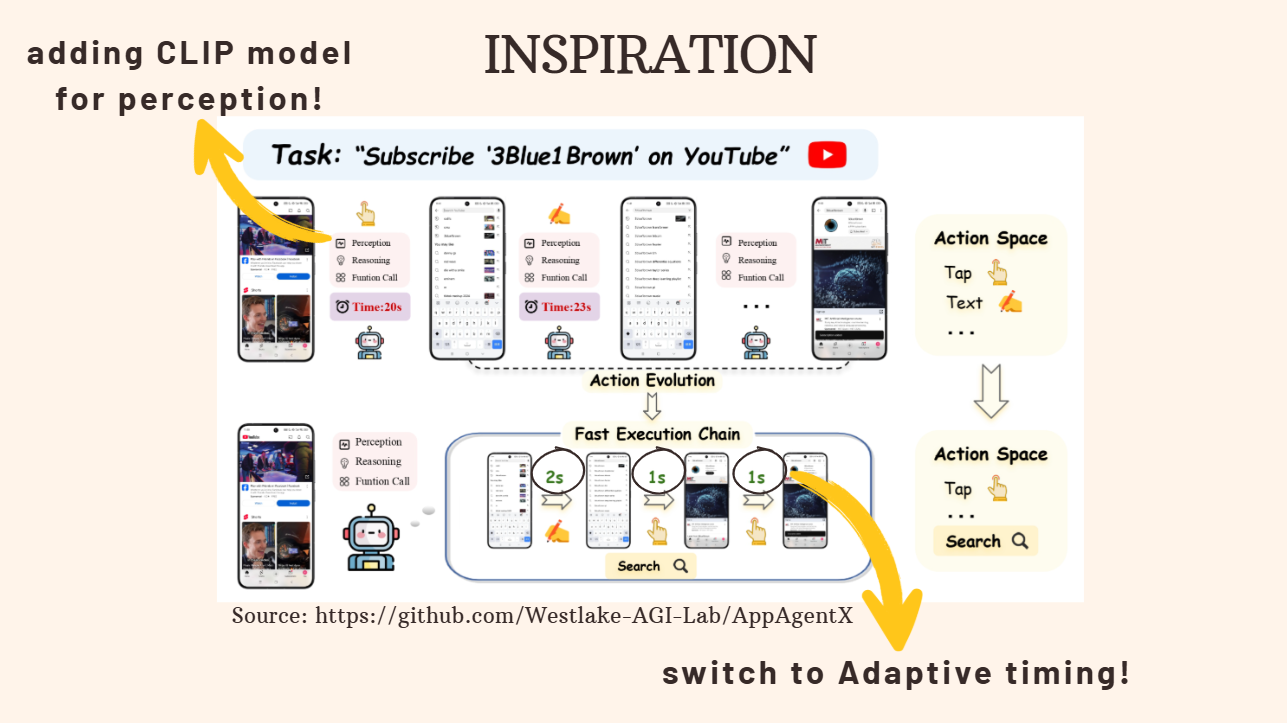 adding CLIP model
for perception!
INSPIRATION
Task: “Subscribe ‘3Blue1Brown’ on YouTube”
Perception
Reasoning
Funtion Call
Time:20s
Perception
Reasoning
Funtion Call
Time:23s
Perception
Reasoning
Funtion Call
...
Action Space
Tap
Text
...
Action Evolution
Perception
Reasoning
Funtion Call
Fast Execution Chain
2s
1s
1s
Search
Action Space
Tap
...
Search
Source: https://github.com/Westlake-AGI-Lab/AppAgentX
switch to Adaptive timing!